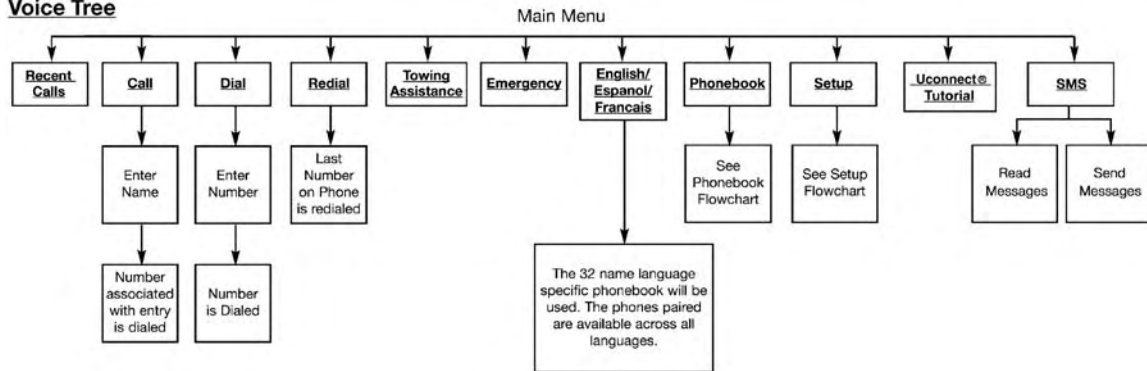 Voice Tree
Main Menu
Recent
Calls
Call
Dial
Redial
Towing
Assistance
Emergency
English/
Espanol/
Francais
Phonebook
Setup
Uconnect®
Tutorial
SMS
Enter
Name
Enter
Number
Last
Number
on Phone
is redialed
See
Phonebook
Flowchart
See Setup
Flowchart
Read
Messages
Send
Messages
Number
associated
with entry
is dialed
Number
is Dialed
The 32 name language
specific phonebook will be
used. The phones paired
are available across all
languages.